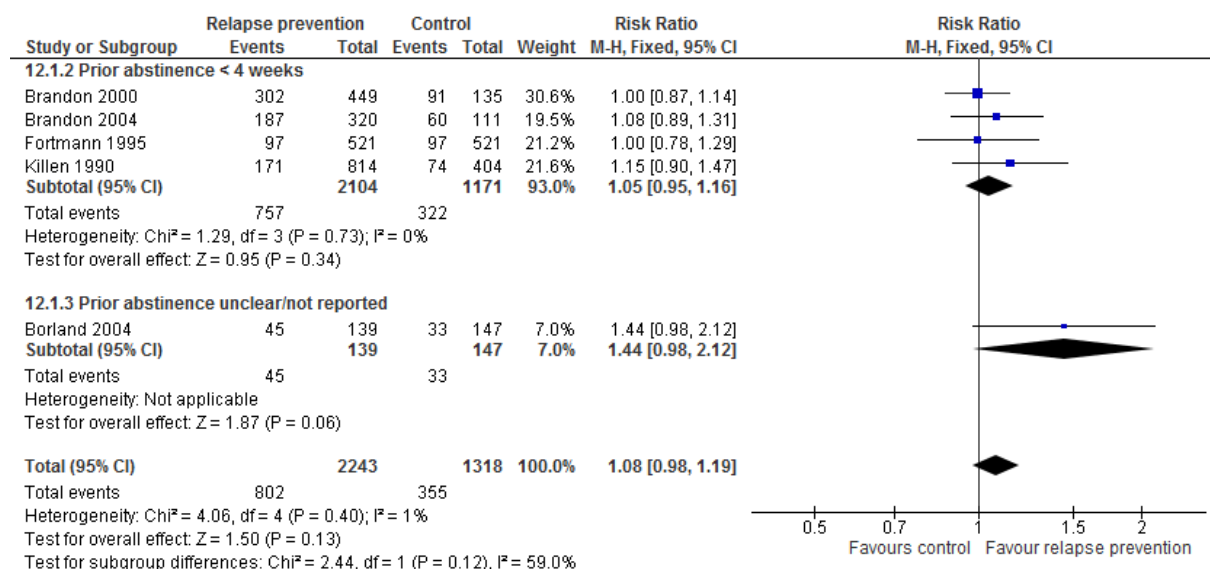 Relapse prevention Control Risk Ratio Risk Ratio
Study or Subgroup Events Total Events Total Weight M-H, Fixed, 95% CI M-H, Fixed, 95% CI
12.1.2 Prior abstinence < 4 weeks
Brandon 2000 302 449 91 135 30.6% 1.00 [0.87, 1.14]
Brandon 2004 187 320 60 111 19.5% 1.08 [0.89, 1.31]
Fortmann 1995 97 521 97 521 21.2% 1.00 [0.78, 1.29]
Killen 1990 171 814 74 404 21.6% 1.15 [0.90, 1.47]
Subtotal (95% CI) 2104 1171 93.0% 1.05 [0.95, 1.16]
Total events 757 322
Heterogeneity: Chi² = 1.29, df = 3 (P = 0.73); I² = 0%
Test for overall effect: Z = 0.95 (P = 0.34)
12.1.3 Prior abstinence unclear/not reported
Borland 2004 45 139 33 147 7.0% 1.44 [0.98, 2.12]
Subtotal (95% CI) 139 147 7.0% 1.44 [0.98, 2.12]
Total events 45 33
Heterogeneity: Not applicable
Test for overall effect: Z = 1.87 (P = 0.06)
Total (95% CI) 2243 1318 100.0% 1.08 [0.98, 1.19]
Total events 802 355
Heterogeneity: Chi² = 4.06, df = 4 (P = 0.40); I² = 1%
Test for overall effect: Z = 1.50 (P = 0.13)
Test for subgroup differences: Chi² = 2.44, df = 1 (P = 0.12), I² = 59.0%
0.5 0.7 1 1.5 2
Favours control Favour relapse prevention